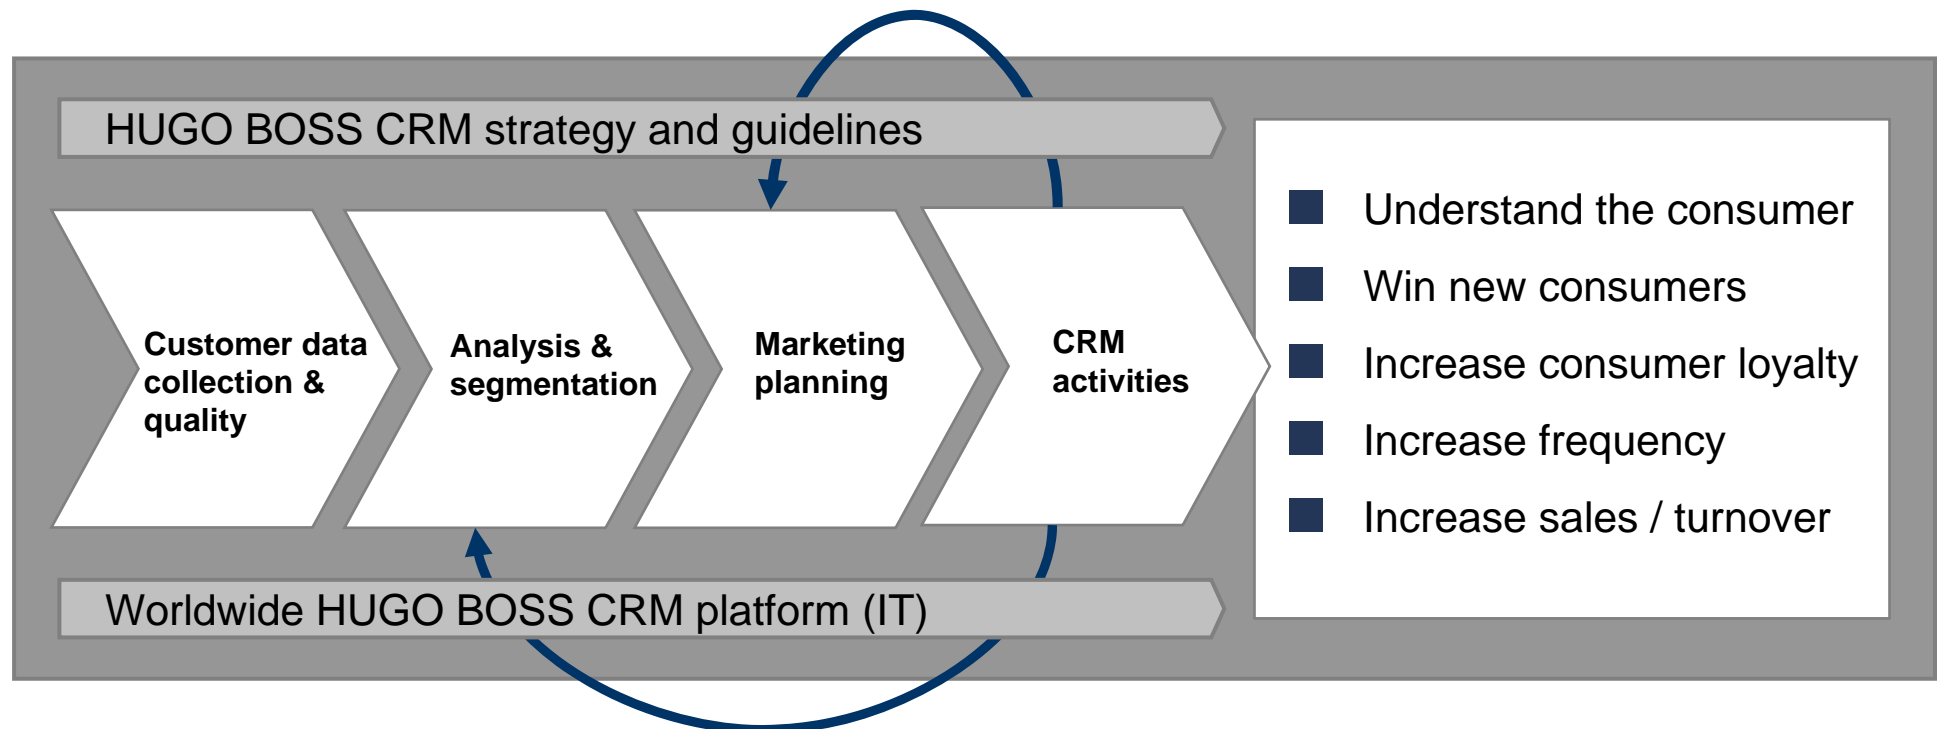 HUGO BOSS CRM strategy and guidelines
Customer data
collection &
quality
Analysis &
segmentation
Marketing
planning
CRM
activities
Worldwide HUGO BOSS CRM platform (IT)
Understand the consumer
Win new consumers
Increase consumer loyalty
Increase frequency
Increase sales / turnover